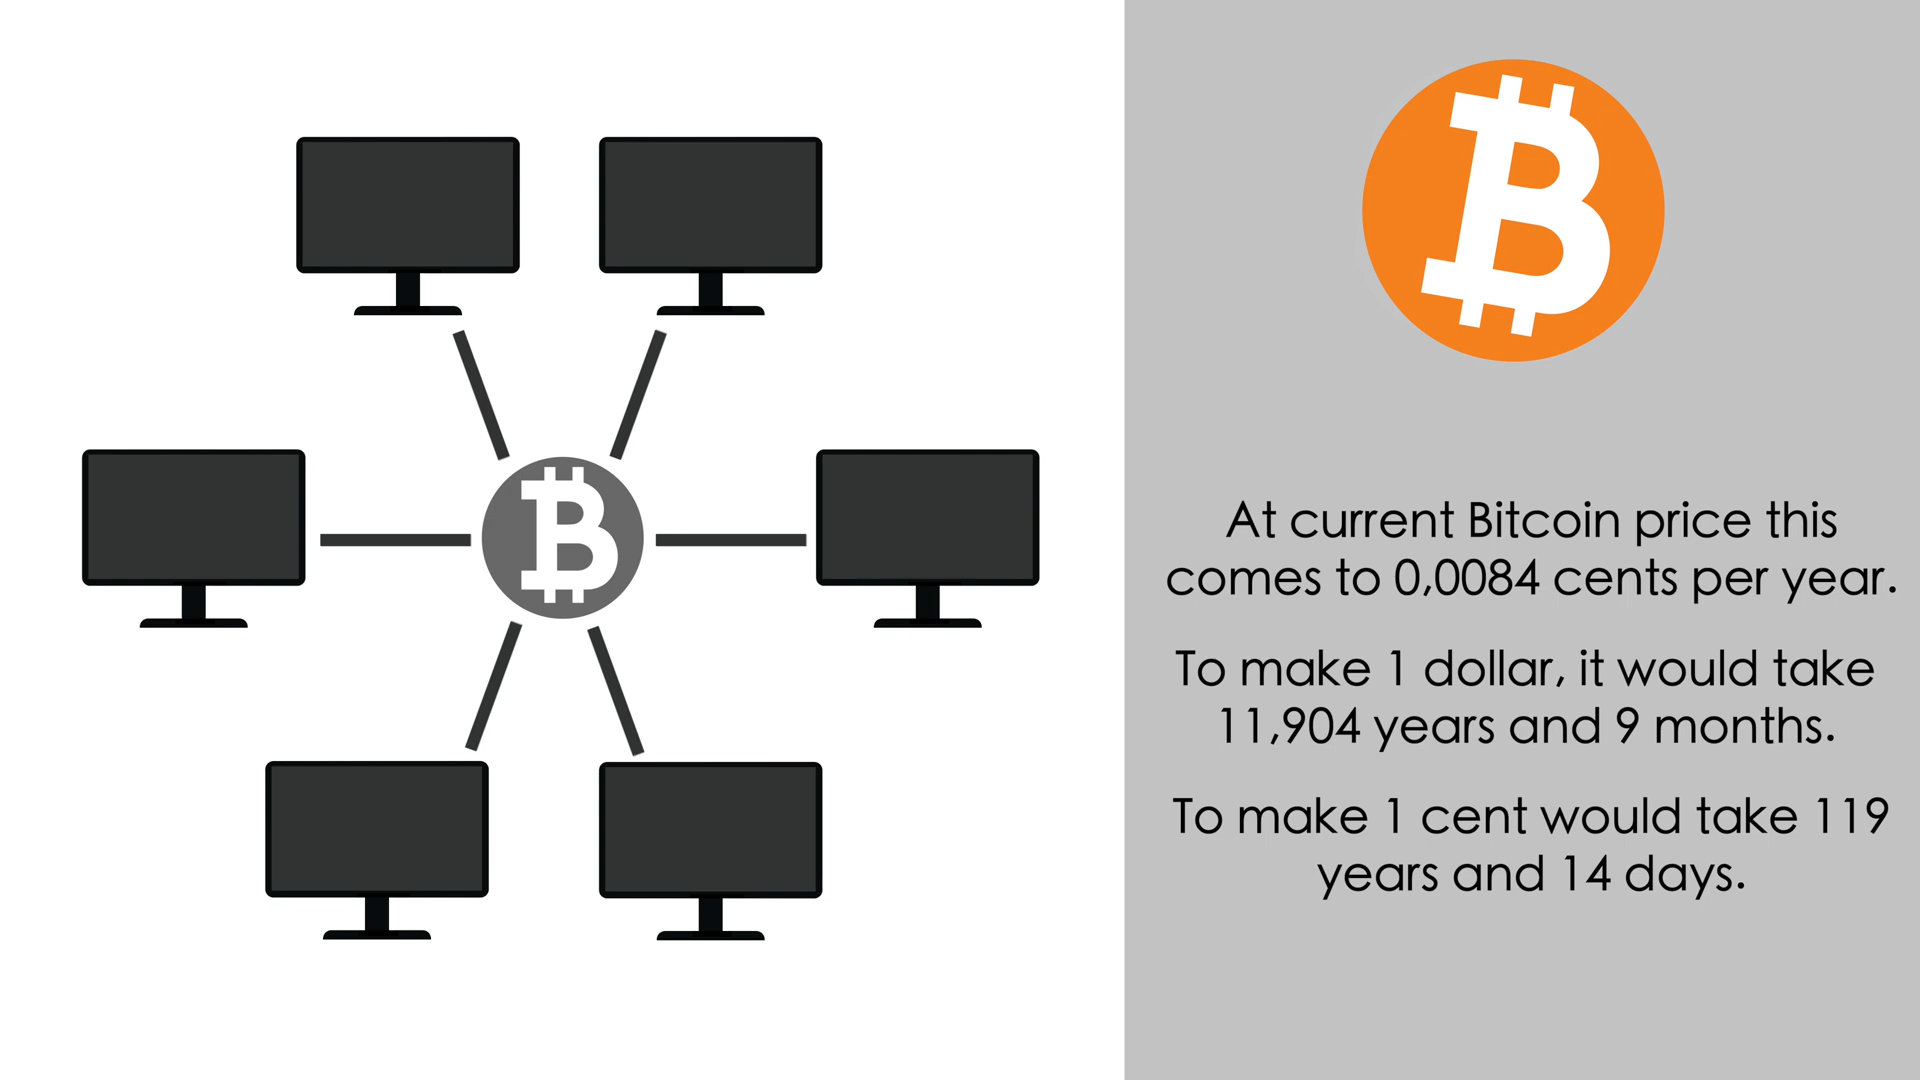 At current Bitcoin price this
comes to 0,0084 cents per year.
To make 1 dollar, it would take
11,904 years and 9 months.
To make 1 cent would take 119
years and 14 days.